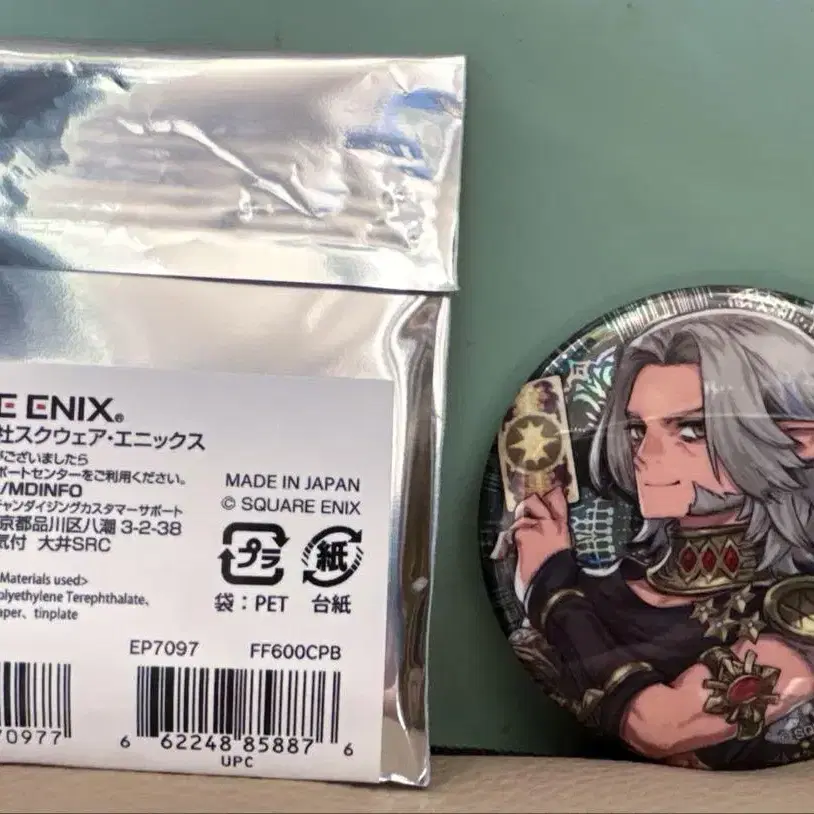 E ENIX®
社スクウェア・エニックス
がございましたら
ポートセンターをご利用ください。
/MDINFO
チャンダイジングカスタマーサポート
京都品川区八潮 3-2-38
気付 大井SRC
Materials used>
olyethylene Terephthalate、
aper、tinplate
MADE IN JAPAN
© SQUARE ENIX
プラ
紙
袋：PET 台紙
EP7097 FF600CPB
70977
6 62248 85887 6
UPC